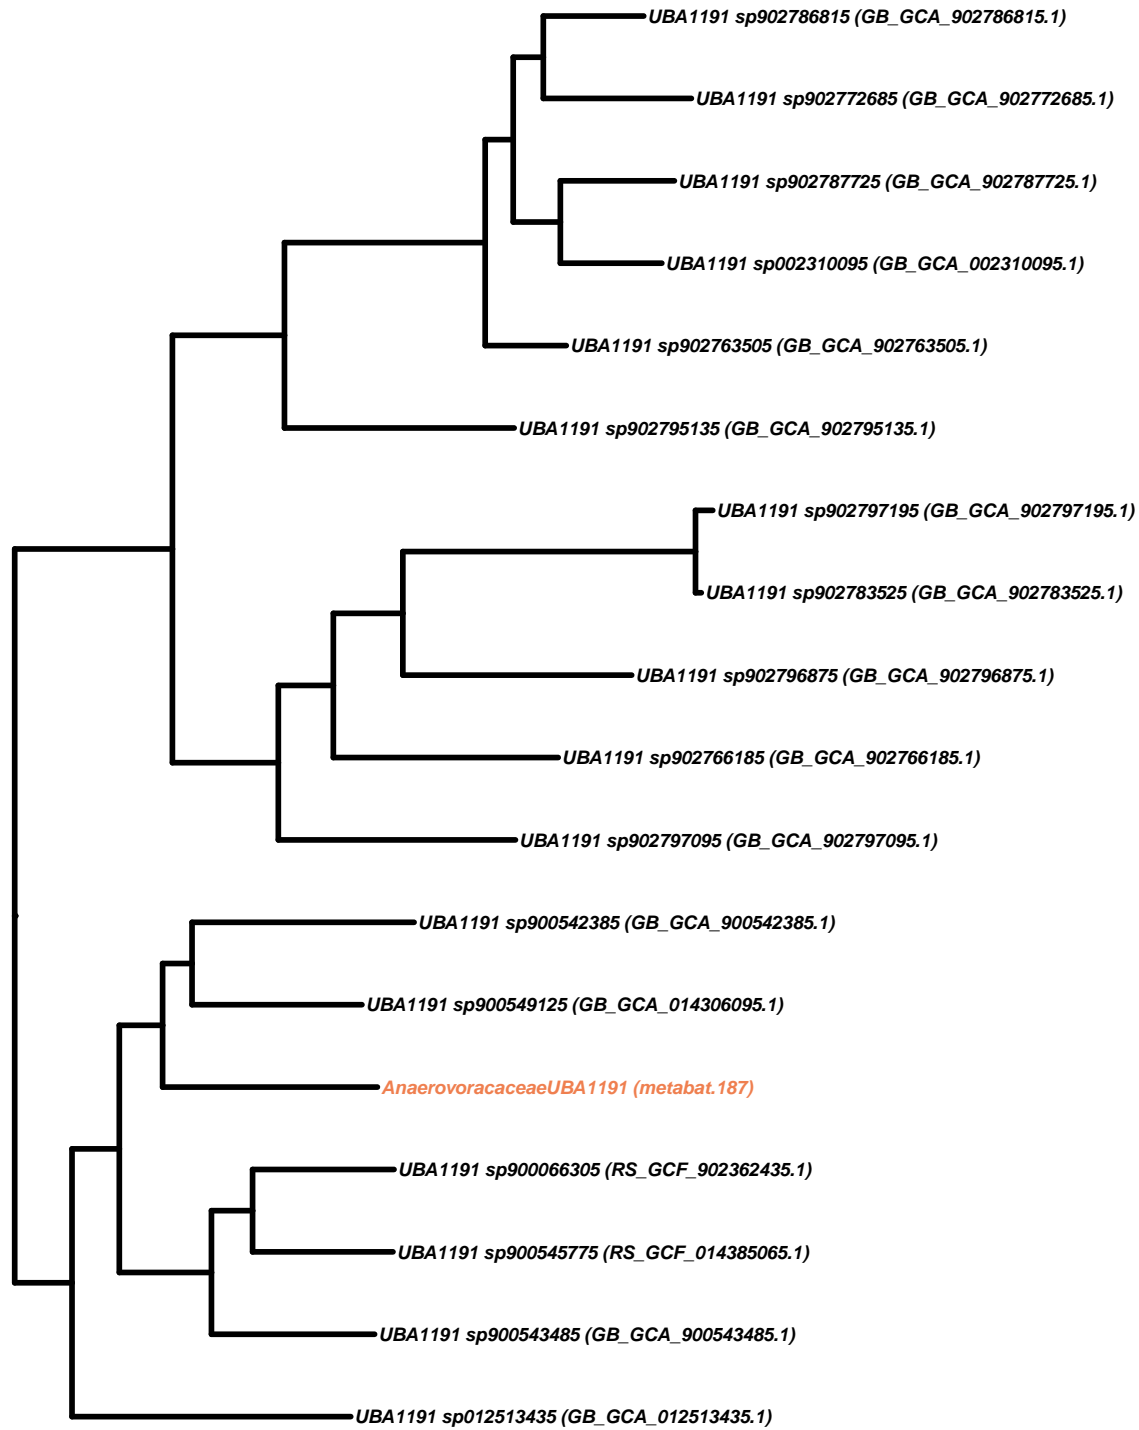 UBA1191 sp902786815 (GB_GCA_902786815.1)
UBA1191 sp902772685 (GB_GCA_902772685.1)
UBA1191 sp902787725 (GB_GCA_902787725.1)
UBA1191 sp002310095 (GB_GCA_002310095.1)
UBA1191 sp902763505 (GB_GCA_902763505.1)
UBA1191 sp902795135 (GB_GCA_902795135.1)
UBA1191 sp902797195 (GB_GCA_902797195.1)
UBA1191 sp902783525 (GB_GCA_902783525.1)
UBA1191 sp902796875 (GB_GCA_902796875.1)
UBA1191 sp902766185 (GB_GCA_902766185.1)
UBA1191 sp902797095 (GB_GCA_902797095.1)
UBA1191 sp900542385 (GB_GCA_900542385.1)
UBA1191 sp900549125 (GB_GCA_014306095.1)
AnaerovoracaceaeUBA1191 (metabat.187)
UBA1191 sp900066305 (RS_GCF_902362435.1)
UBA1191 sp900545775 (RS_GCF_014385065.1)
UBA1191 sp900543485 (GB_GCA_900543485.1)
UBA1191 sp012513435 (GB_GCA_012513435.1)